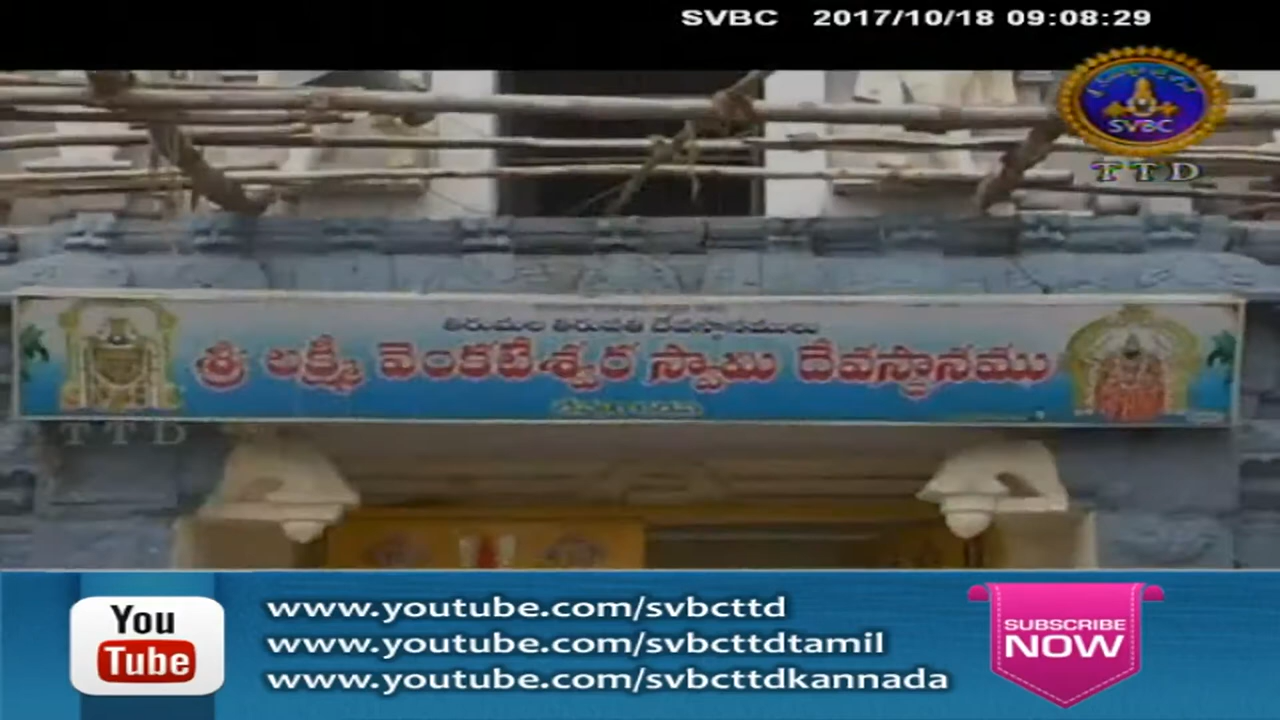 SVBC 2017/10/18 09:08:29
SVBC
TTD
తిరుమల తిరుపతి దేవస్థానములు
శ్రీ లక్ష్మీ వెంకటేశ్వర స్వామి దేవస్థానము
TTD
You
Tube
www.youtube.com/svbcttd
www.youtube.com/svbcttdtamil
www.youtube.com/svbcttdkannada
SUBSCRIBE
NOW